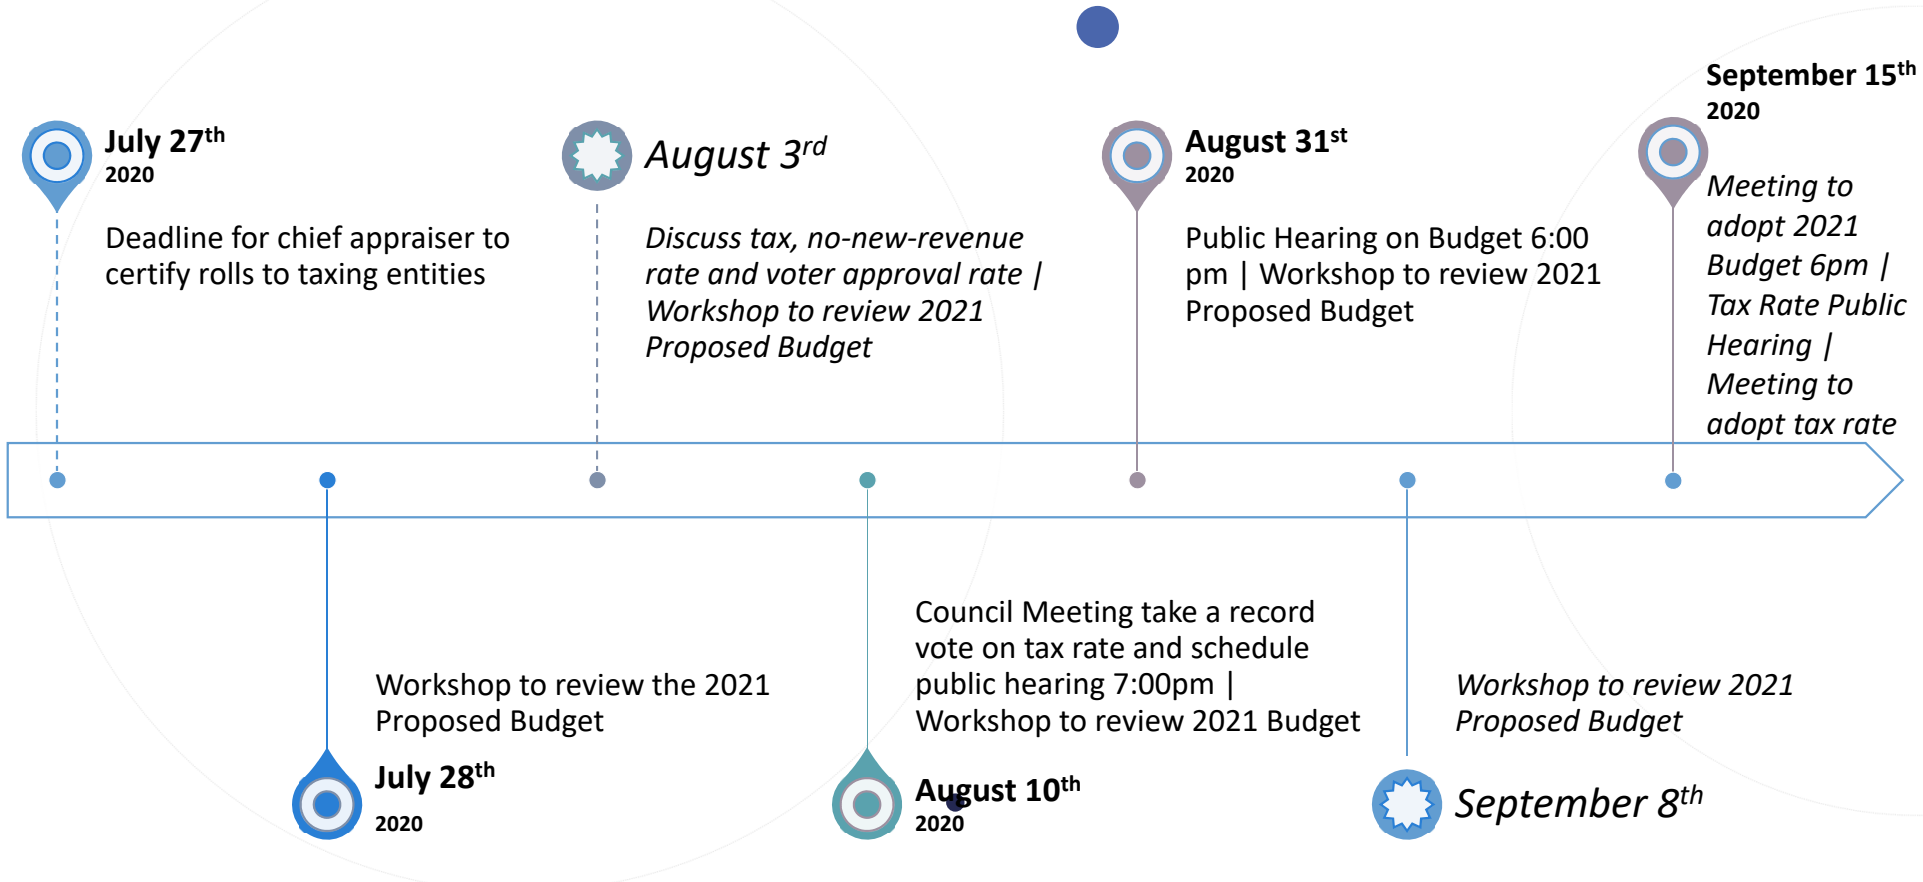 July 27th
2020
Deadline for chief appraiser to
certify rolls to taxing entities
Workshop to review the 2021
Proposed Budget
July 28th
2020
August 3rd
Discuss tax, no-new-revenue
rate and voter approval rate |
Workshop to review 2021
Proposed Budget
Council Meeting take a record
vote on tax rate and schedule
public hearing 7:00pm |
Workshop to review 2021 Budget
August 10th
2020
August 31st
2020
Public Hearing on Budget 6:00
pm | Workshop to review 2021
Proposed Budget
Workshop to review 2021
Proposed Budget
September 8th
September 15th
2020
Meeting to
adopt 2021
Budget 6pm |
Tax Rate Public
Hearing |
Meeting to
adopt tax rate